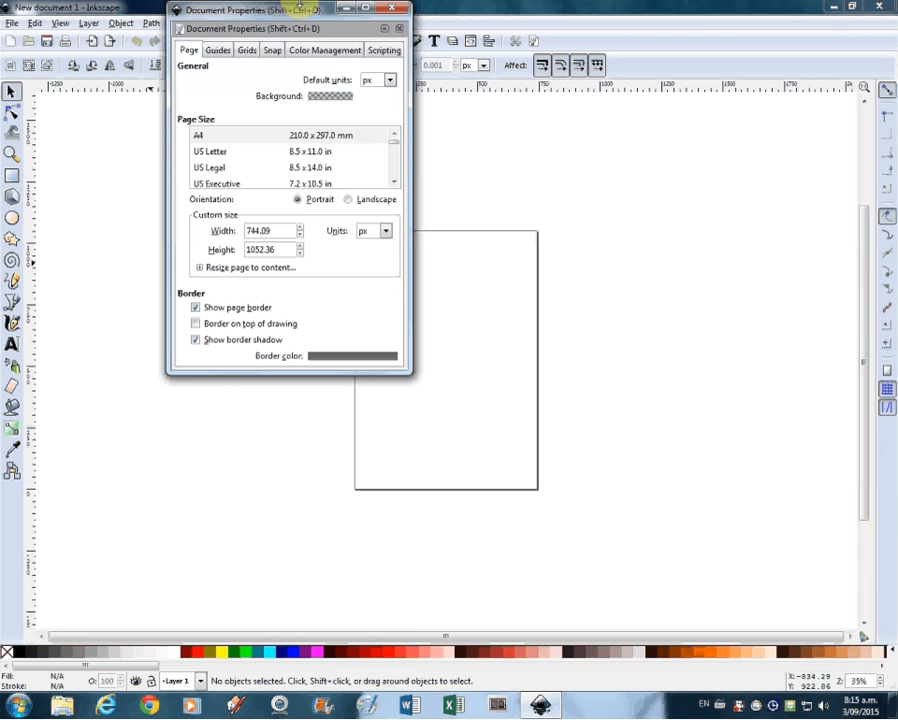 New document 1 - Inkscape
Document Properties (Shift+Ctrl+D)
File Edit View Layer Object Path
Document Properties (Shift+Ctrl+D)
Page Guides Grids Snap Color Management Scripting
General
Default units: px
Background:
Page Size
A4 210.0 x 297.0 mm
US Letter 8.5 x 11.0 in
US Legal 8.5 x 14.0 in
US Executive 7.2 x 10.5 in
Orientation: Portrait Landscape
Custom size
Width: 744.09 Units: px
Height: 1052.36
Resize page to content...
Border
Show page border
Border on top of drawing
Show border shadow
Border color:
0.001 px Affect:
Fill: N/A
Stroke: N/A
O: 100
Layer 1
No objects selected. Click, Shift+click, or drag around objects to select.
X: -834.29
Y: 922.86
Z: 35%
EN
8:15 a.m.
3/09/2015